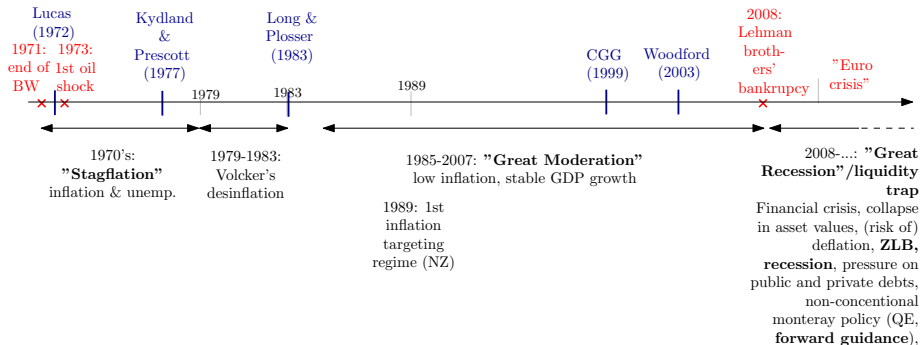 Lucas
(1972)
1971:
end of
BW
1973:
1st oil
shock
Kydland
&
Prescott
(1977)
1979
Long &
Plosser
(1983)
1983
1989
CGG
(1999)
Woodford
(2003)
2008:
Lehman
broth-
ers'
bankrupcy
"Euro
crisis"
1970's:
"Stagflation"
inflation & unemp.
1979-1983:
Volcker's
desinflation
1985-2007: "Great Moderation"
low inflation, stable GDP growth
1989: 1st
inflation
targeting
regime (NZ)
2008-...: "Great
Recession"/liquidity
trap
Financial crisis, collapse
in asset values, (risk of)
deflation, ZLB,
recession, pressure on
public and private debts,
non-concentional
monteray policy (QE,
forward guidance),